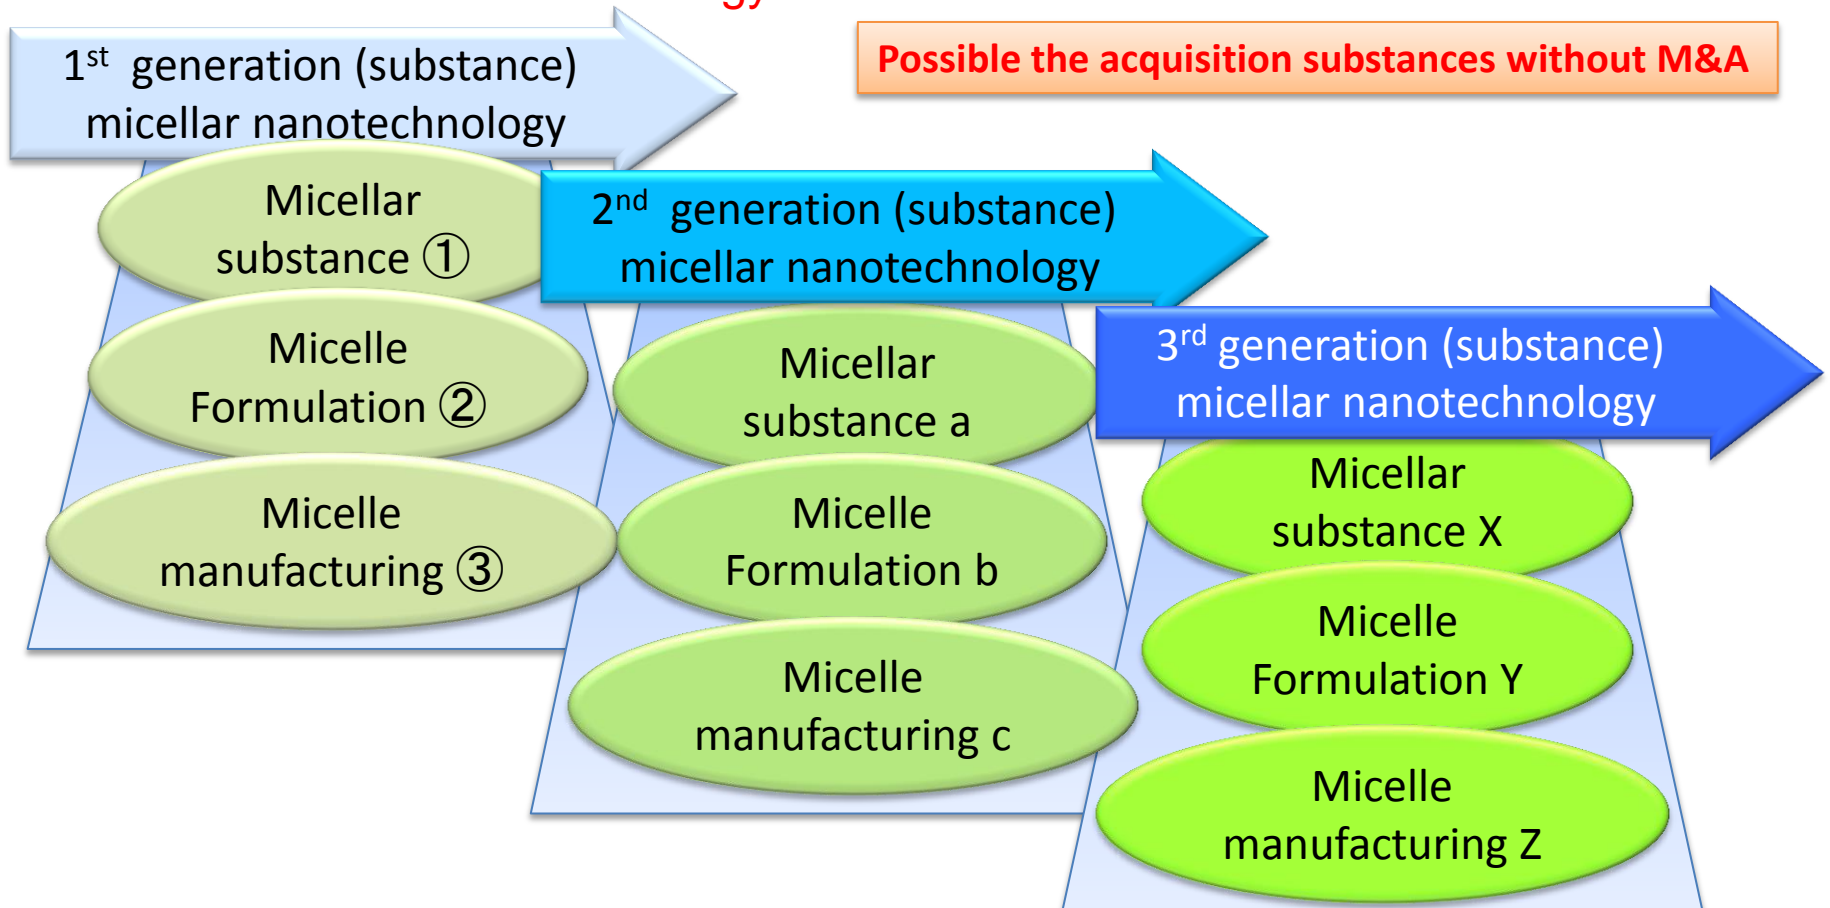 gy
Possible the acquisition substances without M&A
1st generation (substance)
micellar nanotechnology
Micellar
substance ①
Micelle
Formulation ②
Micelle
manufacturing ③
2nd generation (substance)
micellar nanotechnology
Micellar
substance a
Micelle
Formulation b
Micelle
manufacturing c
3rd generation (substance)
micellar nanotechnology
Micellar
substance X
Micelle
Formulation Y
Micelle
manufacturing Z